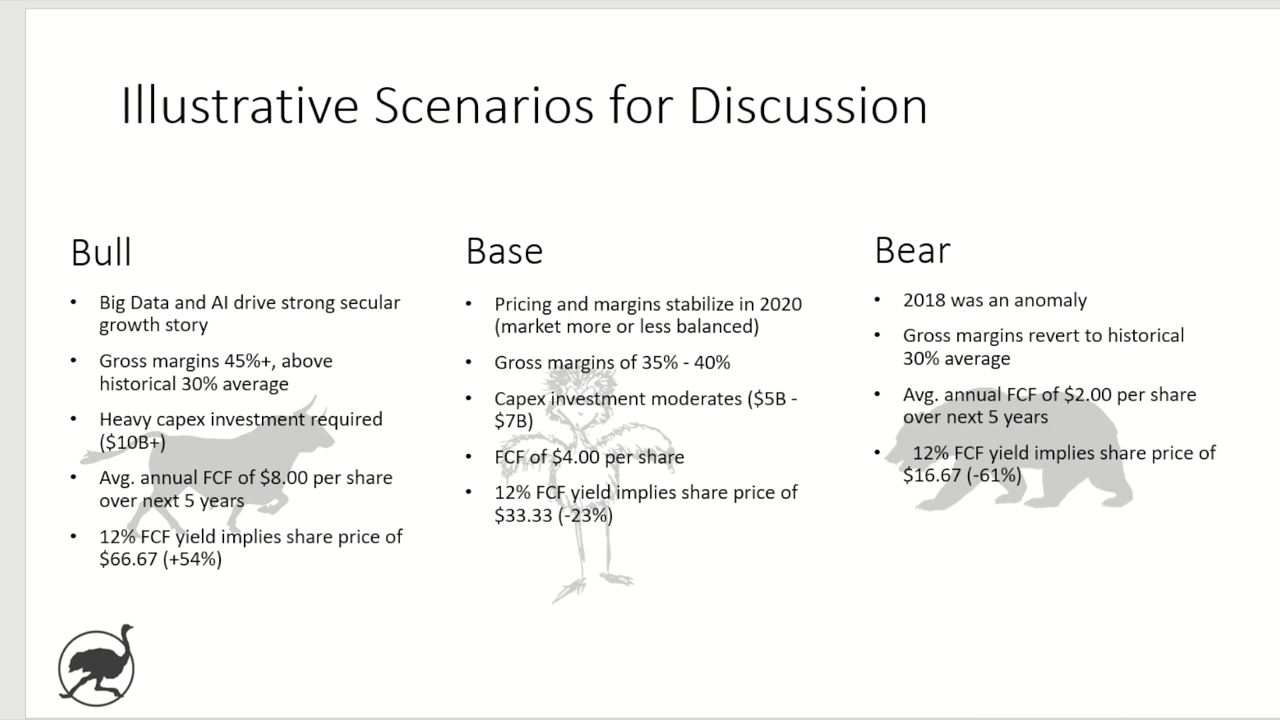 Illustrative Scenarios for Discussion
Bull
• Big Data and AI drive strong secular
growth story
• Gross margins 45%+, above
historical 30% average
• Heavy capex investment required
($10B+)
• Avg. annual FCF of $8.00 per share
over next 5 years
• 12% FCF yield implies share price of
$66.67 (+54%)
Base
• Pricing and margins stabilize in 2020
(market more or less balanced)
• Gross margins of 35% - 40%
• Capex investment moderates ($5B -
$7B)
• FCF of $4.00 per share
• 12% FCF yield implies share price of
$33.33 (-23%)
Bear
• 2018 was an anomaly
• Gross margins revert to historical
30% average
• Avg. annual FCF of $2.00 per share
over next 5 years
• 12% FCF yield implies share price of
$16.67 (-61%)